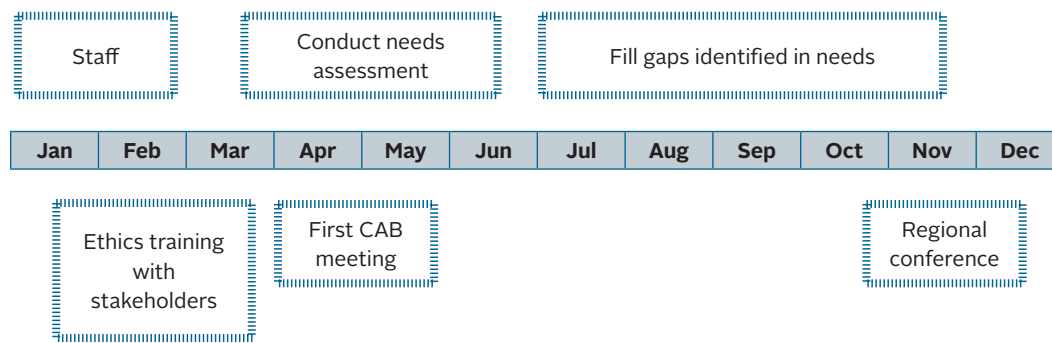 Staff
Conduct needs
assessment
Fill gaps identified in needs
Jan Feb Mar Apr May Jun Jul Aug Sep Oct Nov Dec
Ethics training
with
stakeholders
First CAB
meeting
Regional
conference